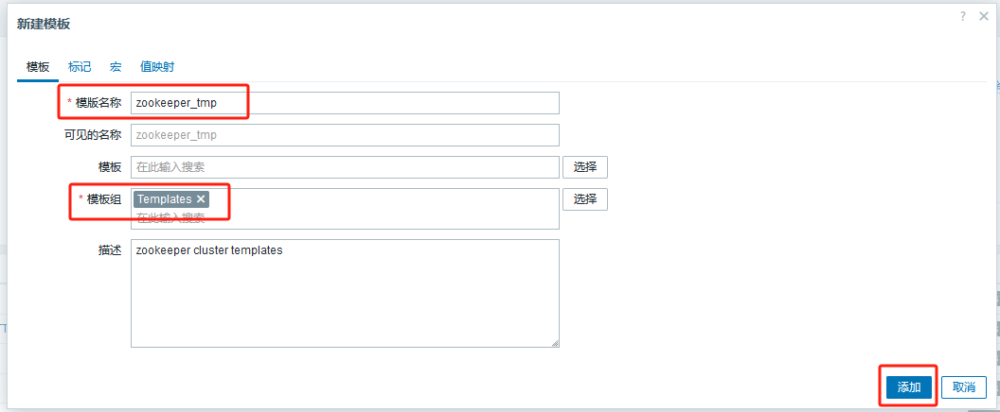 新建模板
?
模板 标记 宏 值映射
* 模版名称 zookeeper_tmp
可见的名称 zookeeper_tmp
模板 在此输入搜索 选择
* 模板组 Templates 选择
在此输入搜索
描述 zookeeper cluster templates
添加 取消